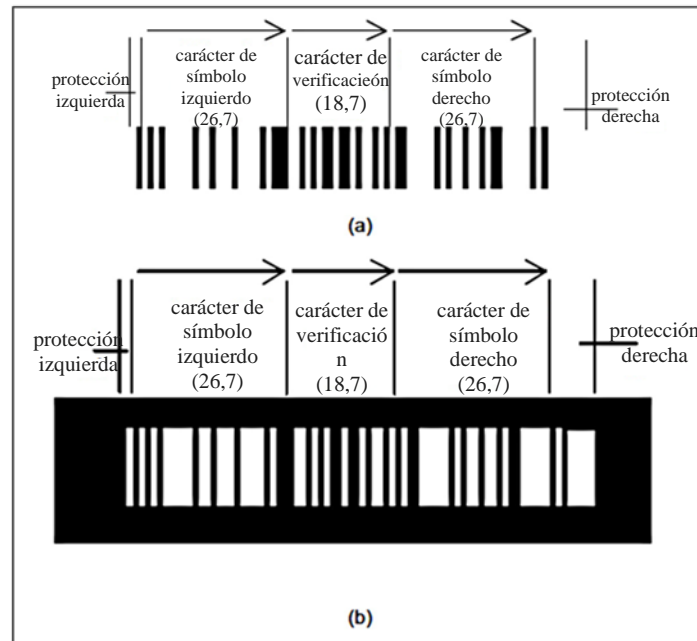 protección
izquierda
carácter de
símbolo
izquierdo
(26,7)
carácter de
verificacieón
(18,7)
carácter de
símbolo
derecho
(26,7)
protección
derecha
(a)
protección
izquierda
carácter de
símbolo
izquierdo
(26,7)
carácter de
verificació
n
(18,7)
carácter de
símbolo
derecho
(26,7)
protección
derecha
(b)